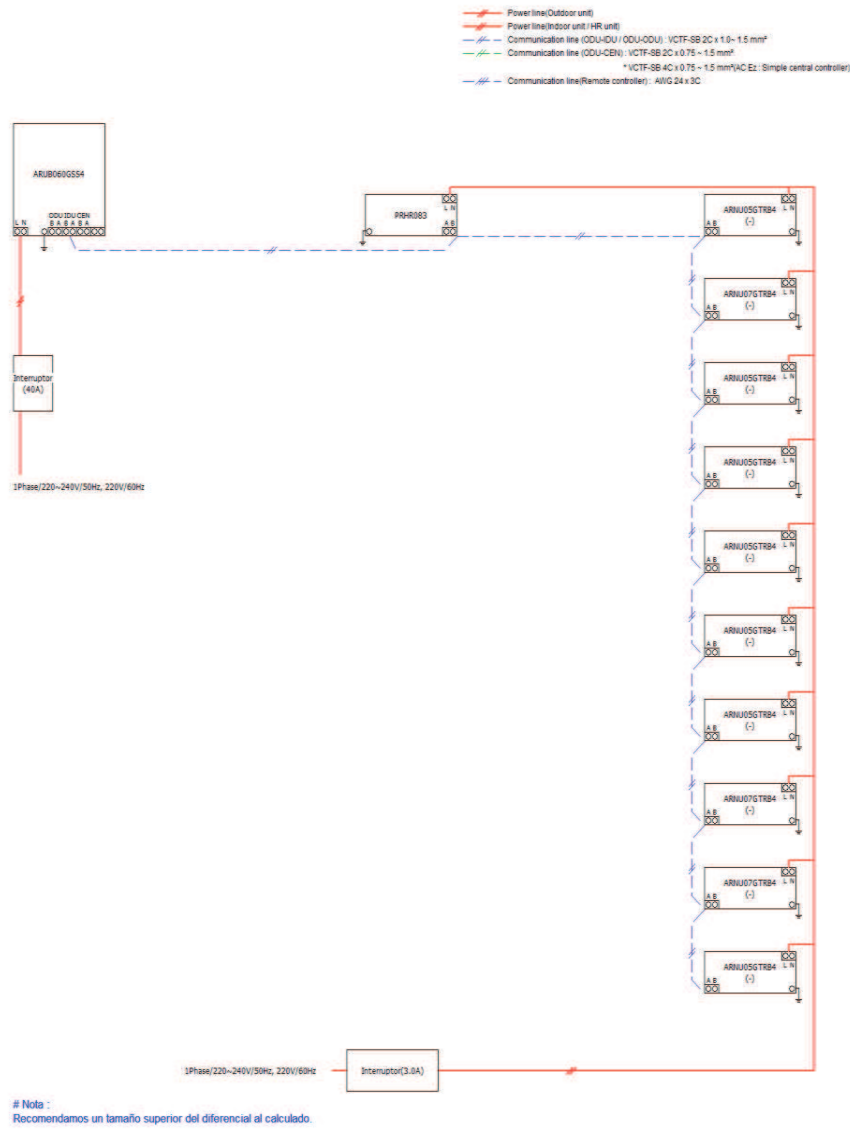 Power line(Outdoor unit)
Power line(Indoor unit / HR unit)
Communication line (ODU-IDU / ODU-ODU) : VCTF-SB 2C x 1.0~ 1.5 mm²
Communication line (ODU-CEN) : VCTF-SB 2C x 0.75 ~ 1.5 mm²
* VCTF-SB 4C x 0.75 ~ 1.5 mm²(AC Ez : Simple central controller)
Communication line(Remote controller) : AWG 24 x 3C
ARUB060GSS4
ODU IDU CEN
L N B A B A B A
PRHR083
L N
A B
ARNU05GTRB4
(-)
L N
A B
ARNU07GTRB4
(-)
L N
A B
ARNU05GTRB4
(-)
L N
A B
ARNU05GTRB4
(-)
L N
A B
ARNU05GTRB4
(-)
L N
A B
ARNU05GTRB4
(-)
L N
A B
ARNU05GTRB4
(-)
L N
A B
ARNU07GTRB4
(-)
L N
A B
ARNU07GTRB4
(-)
L N
A B
ARNU05GTRB4
(-)
L N
A B
Interruptor
(40A)
1Phase/220~240V/50Hz, 220V/60Hz
1Phase/220~240V/50Hz, 220V/60Hz
Interruptor(3.0A)
# Nota :
Recomendamos un tamaño superior del diferencial al calculado.